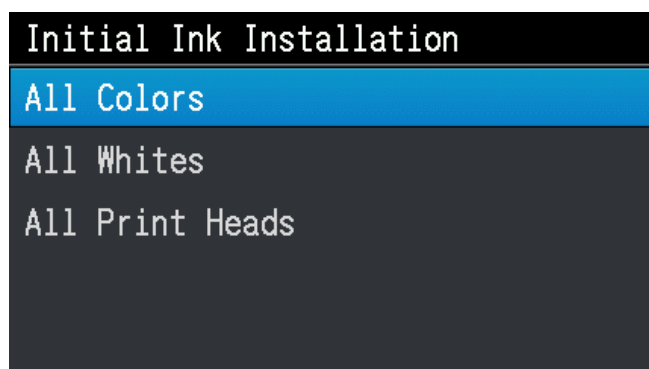 Initial Ink Installation
All Colors
All Whites
All Print Heads